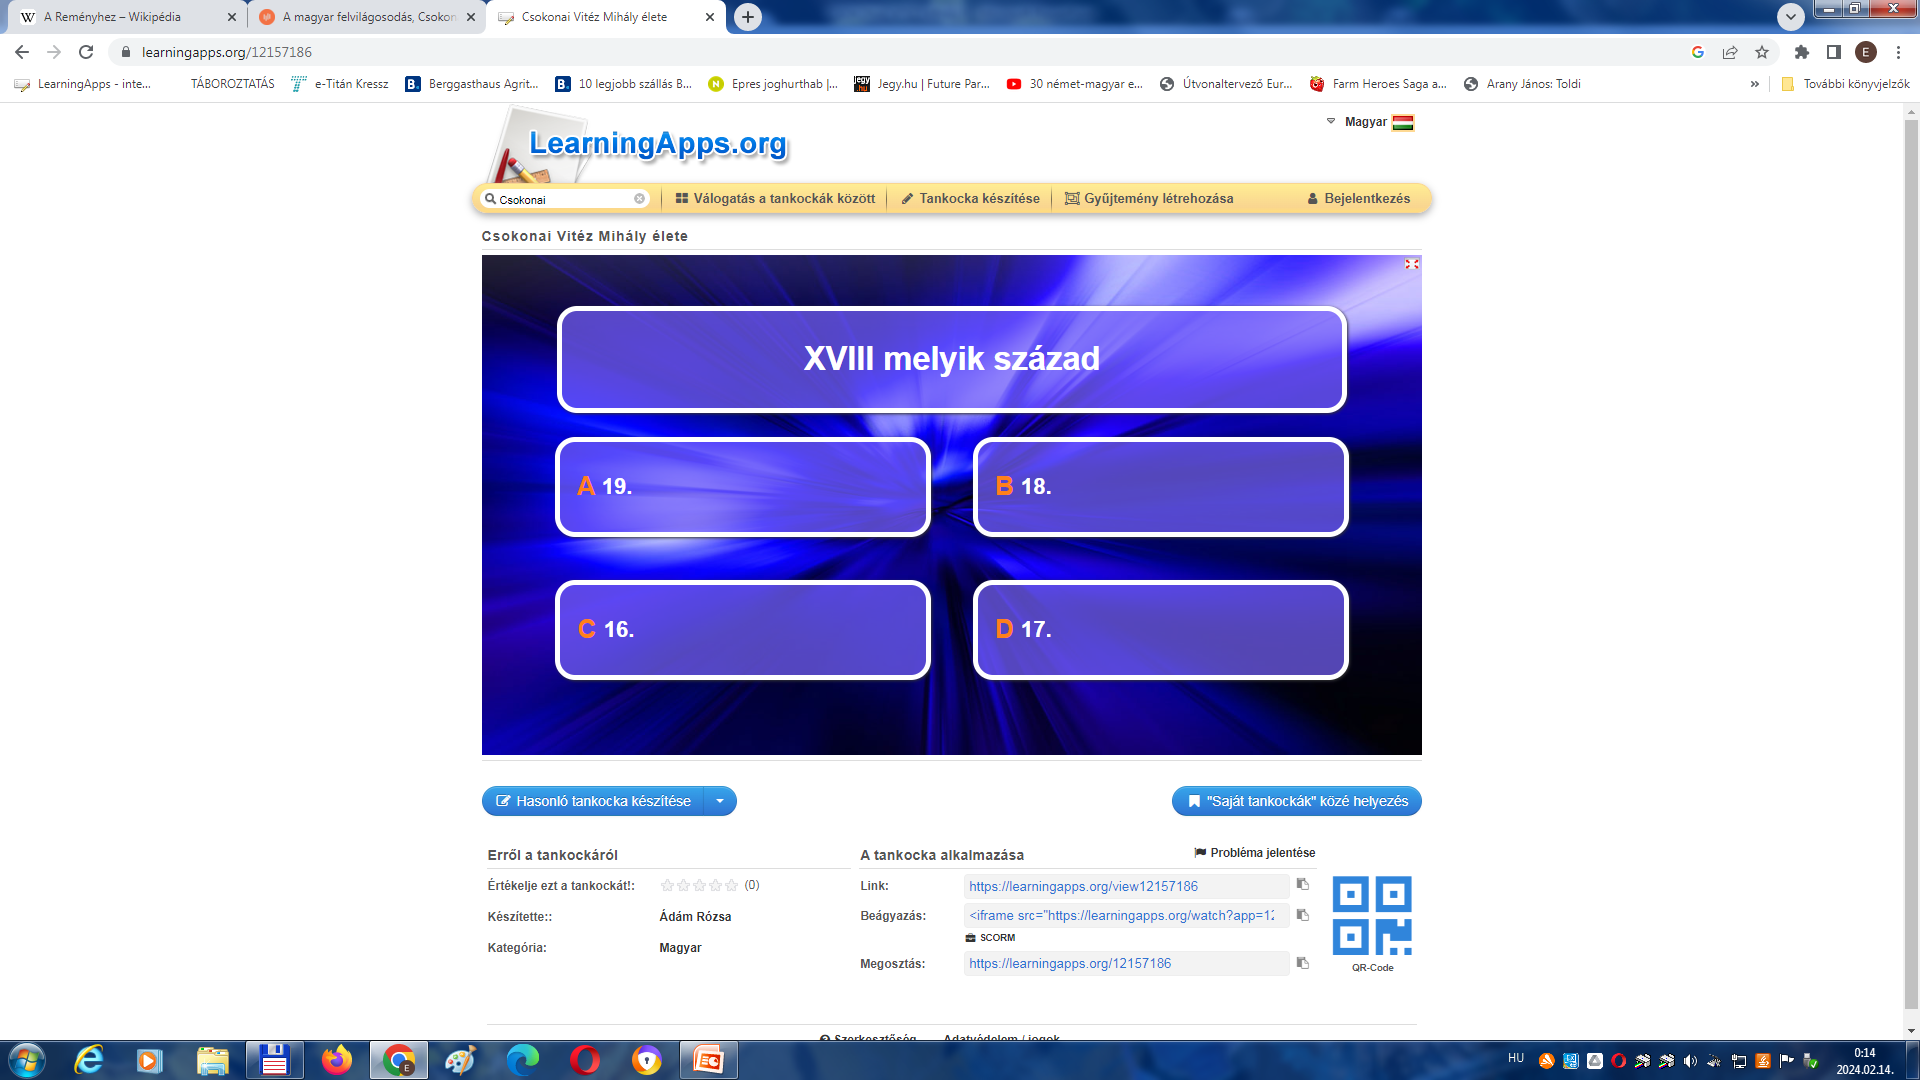 A Reményhez – Wikipédia
A magyar felvilágosodás, Csokon
Csokonai Vitéz Mihály élete
learningapps.org/12157186
E
LearningApps - inte...
TÁBOROZTATÁS
e-Titán Kressz
Berggasthaus Agrit...
10 legjobb szállás B...
Epres joghurthab |...
Jegy.hu | Future Par...
30 német-magyar e...
Útvonaltervező Eur...
Farm Heroes Saga a...
Arany János: Toldi
»
További könyvjelzők
LearningApps.org
Magyar
Csokonai
Válogatás a tankockák között
Tankocka készítése
Gyűjtemény létrehozása
Bejelentkezés
Csokonai Vitéz Mihály élete
XVIII melyik század
A 19.
B 18.
C 16.
D 17.
Hasonló tankocka készítése
"Saját tankockák" közé helyezés
Erről a tankockáról
Értékelje ezt a tankockát!:
(0)
Készítette::
Ádám Rózsa
Kategória:
Magyar
A tankocka alkalmazása
Probléma jelentése
Link:
https://learningapps.org/view12157186
Beágyazás:
<iframe src="https://learningapps.org/watch?app=12
SCORM
Megosztás:
https://learningapps.org/12157186
QR-Code
Szerkesztőség
Adatvédelem / jogok
HU
0:14
2024.02.14.